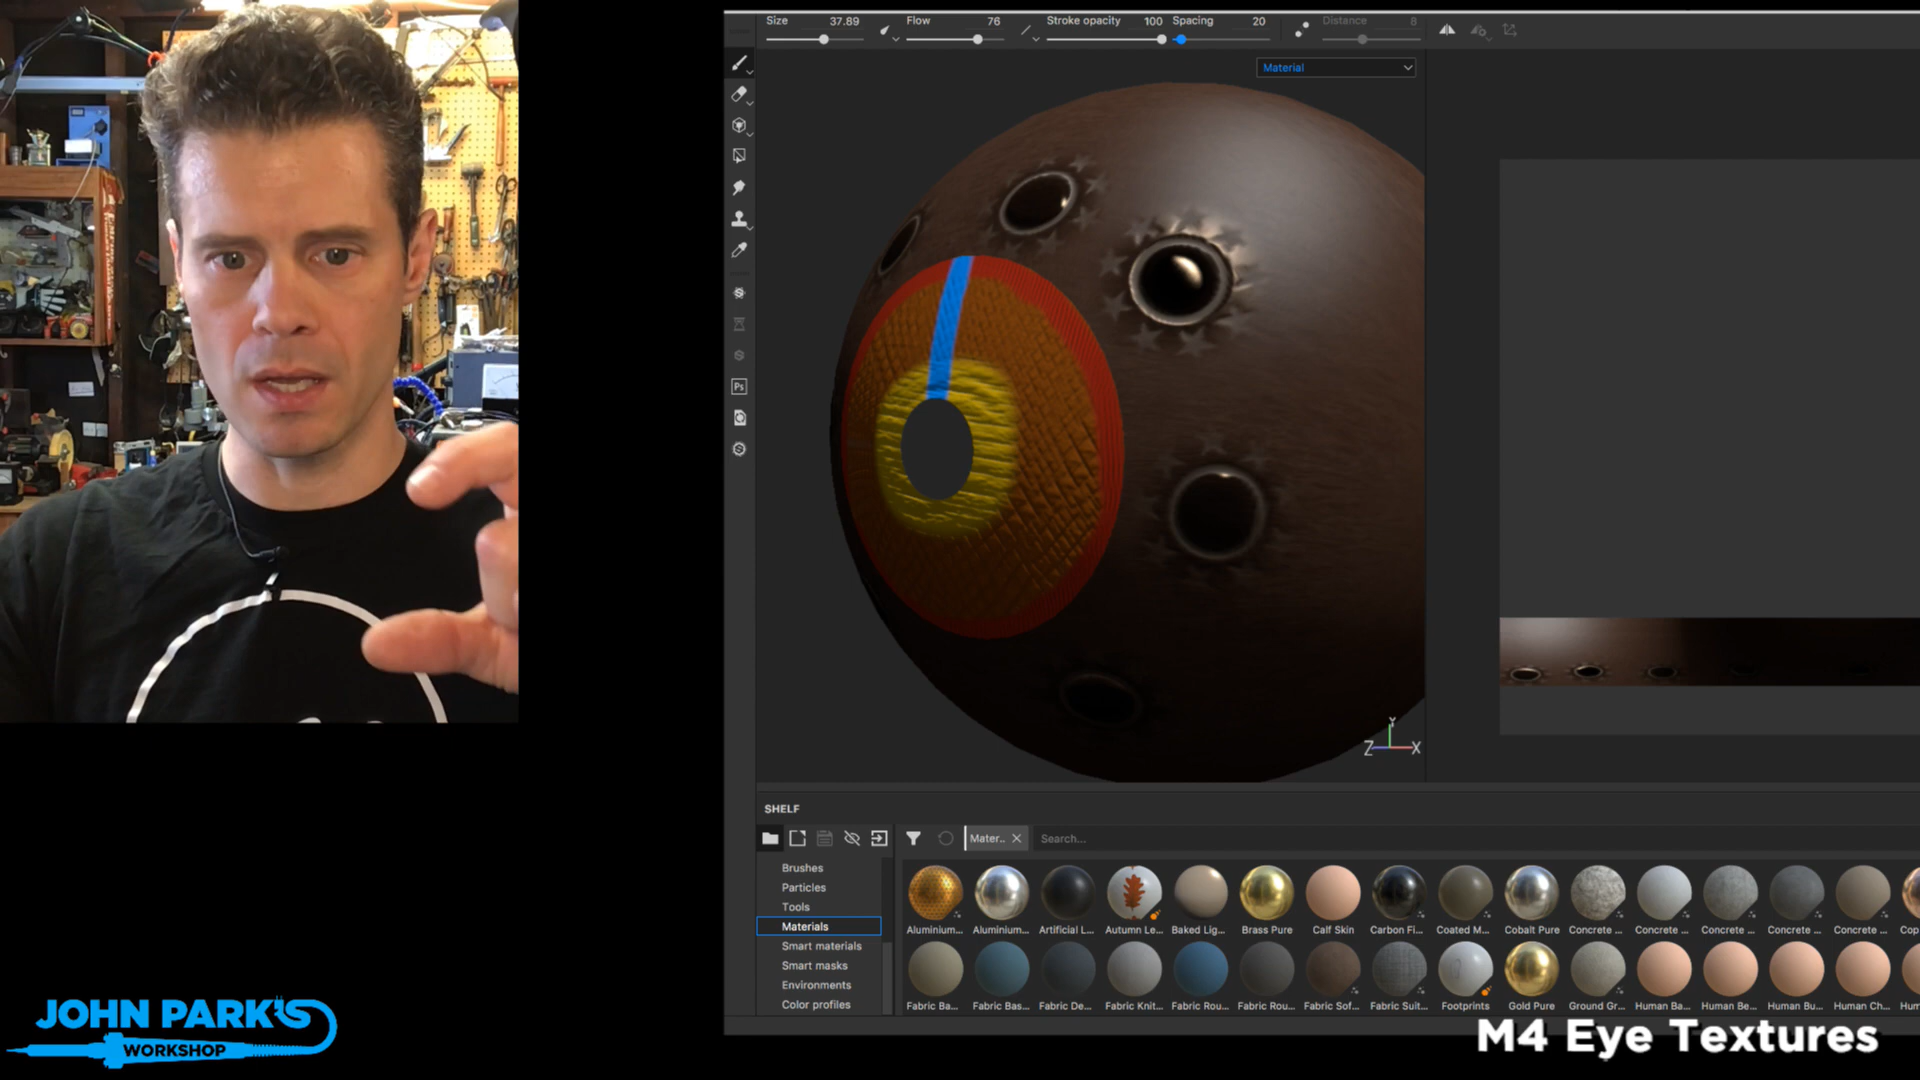 Size 37.89 Flow 76 Stroke opacity 100 Spacing 20 Distance 8
Material
Ps
Y
Z X
SHELF
Mater.. Search...
Brushes
Particles
Tools
Materials
Smart materials
Smart masks
Environments
Color profiles
Aluminium... Aluminium... Artificial L... Autumn Le... Baked Lig... Brass Pure Calf Skin Carbon Fi... Coated M... Cobalt Pure Concrete ... Concrete ... Concrete ... Concrete ... Concrete ... Cop
Fabric Ba... Fabric Bas... Fabric De... Fabric Knit... Fabric Rou... Fabric Rou... Fabric Sof... Fabric Suit... Footprints Gold Pure Ground Gr... Human Ba... Human Be... Human Bu... Human Ch... Hum
JOHN PARK'S
WORKSHOP
M4 Eye Textures